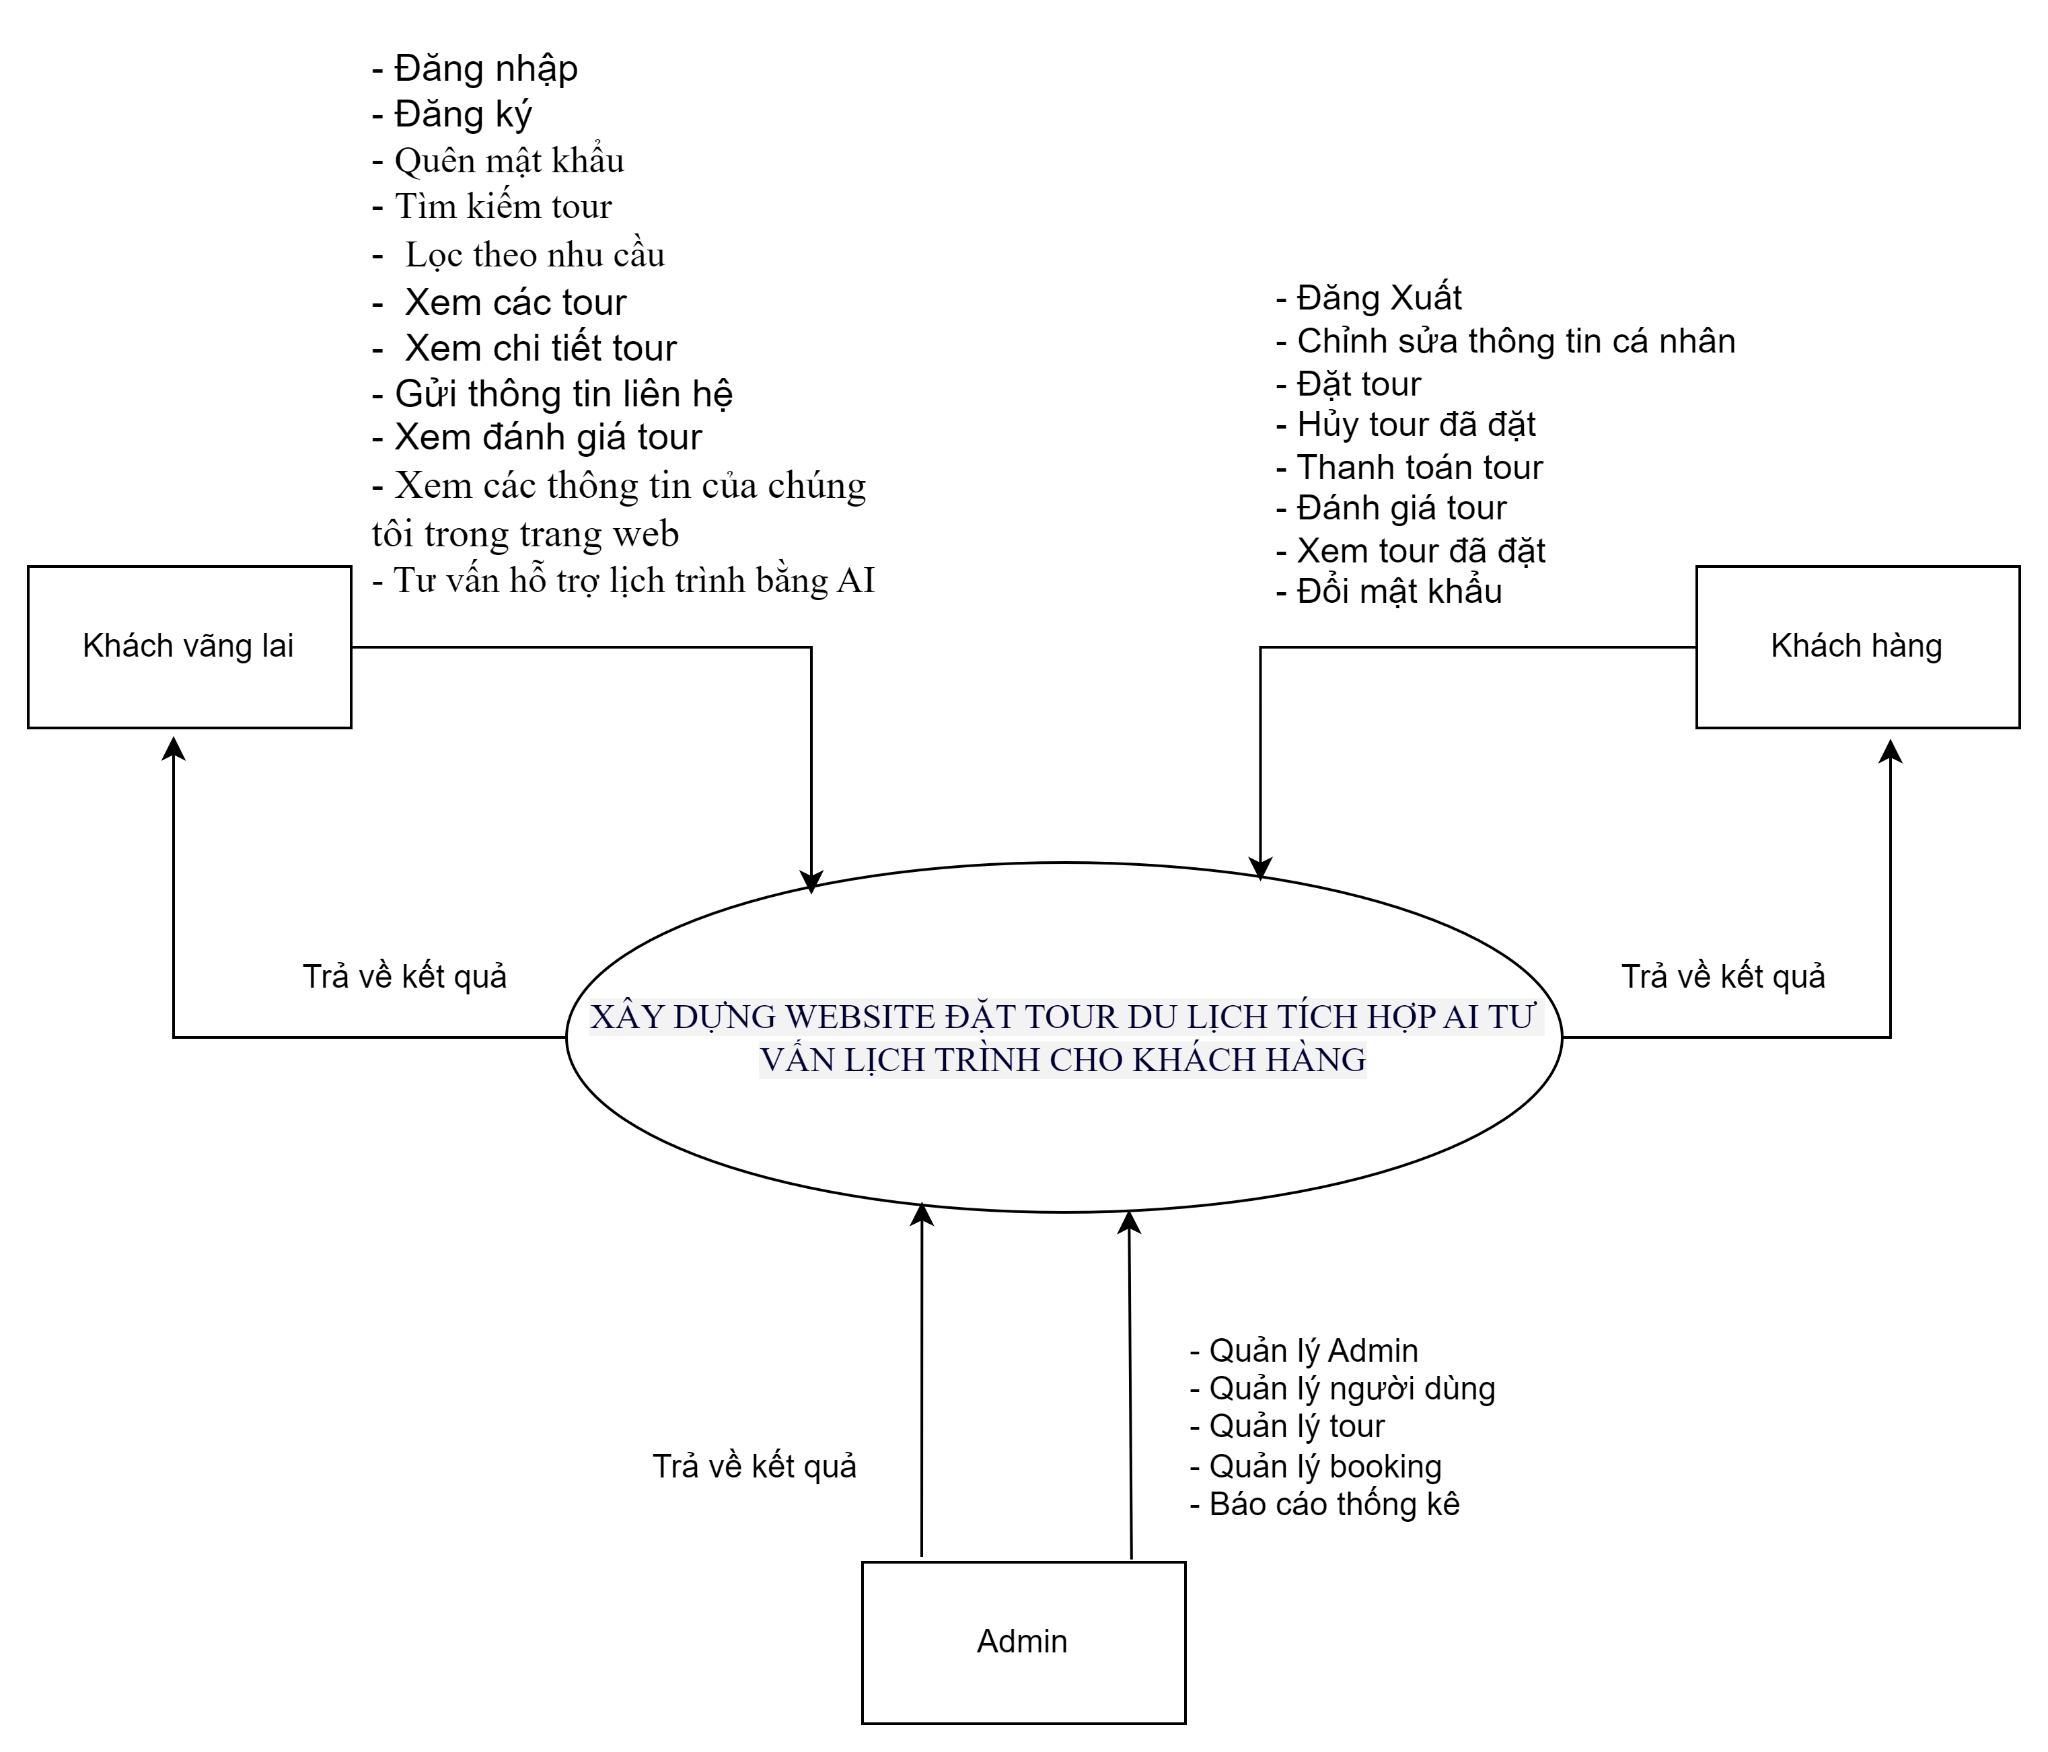 - Đăng nhập
- Đăng ký
- Quên mật khẩu
- Tìm kiếm tour
- Lọc theo nhu cầu
- Xem các tour
- Xem chi tiết tour
- Gửi thông tin liên hệ
- Xem đánh giá tour
- Xem các thông tin của chúng
tôi trong trang web
- Tư vấn hỗ trợ lịch trình bằng AI
- Đăng Xuất
- Chỉnh sửa thông tin cá nhân
- Đặt tour
- Hủy tour đã đặt
- Thanh toán tour
- Đánh giá tour
- Xem tour đã đặt
- Đổi mật khẩu
Khách vãng lai
Khách hàng
Trả về kết quả
Trả về kết quả
XÂY DỰNG WEBSITE ĐẶT TOUR DU LỊCH TÍCH HỢP AI TƯ
VẤN LỊCH TRÌNH CHO KHÁCH HÀNG
Trả về kết quả
- Quản lý Admin
- Quản lý người dùng
- Quản lý tour
- Quản lý booking
- Báo cáo thống kê
Admin